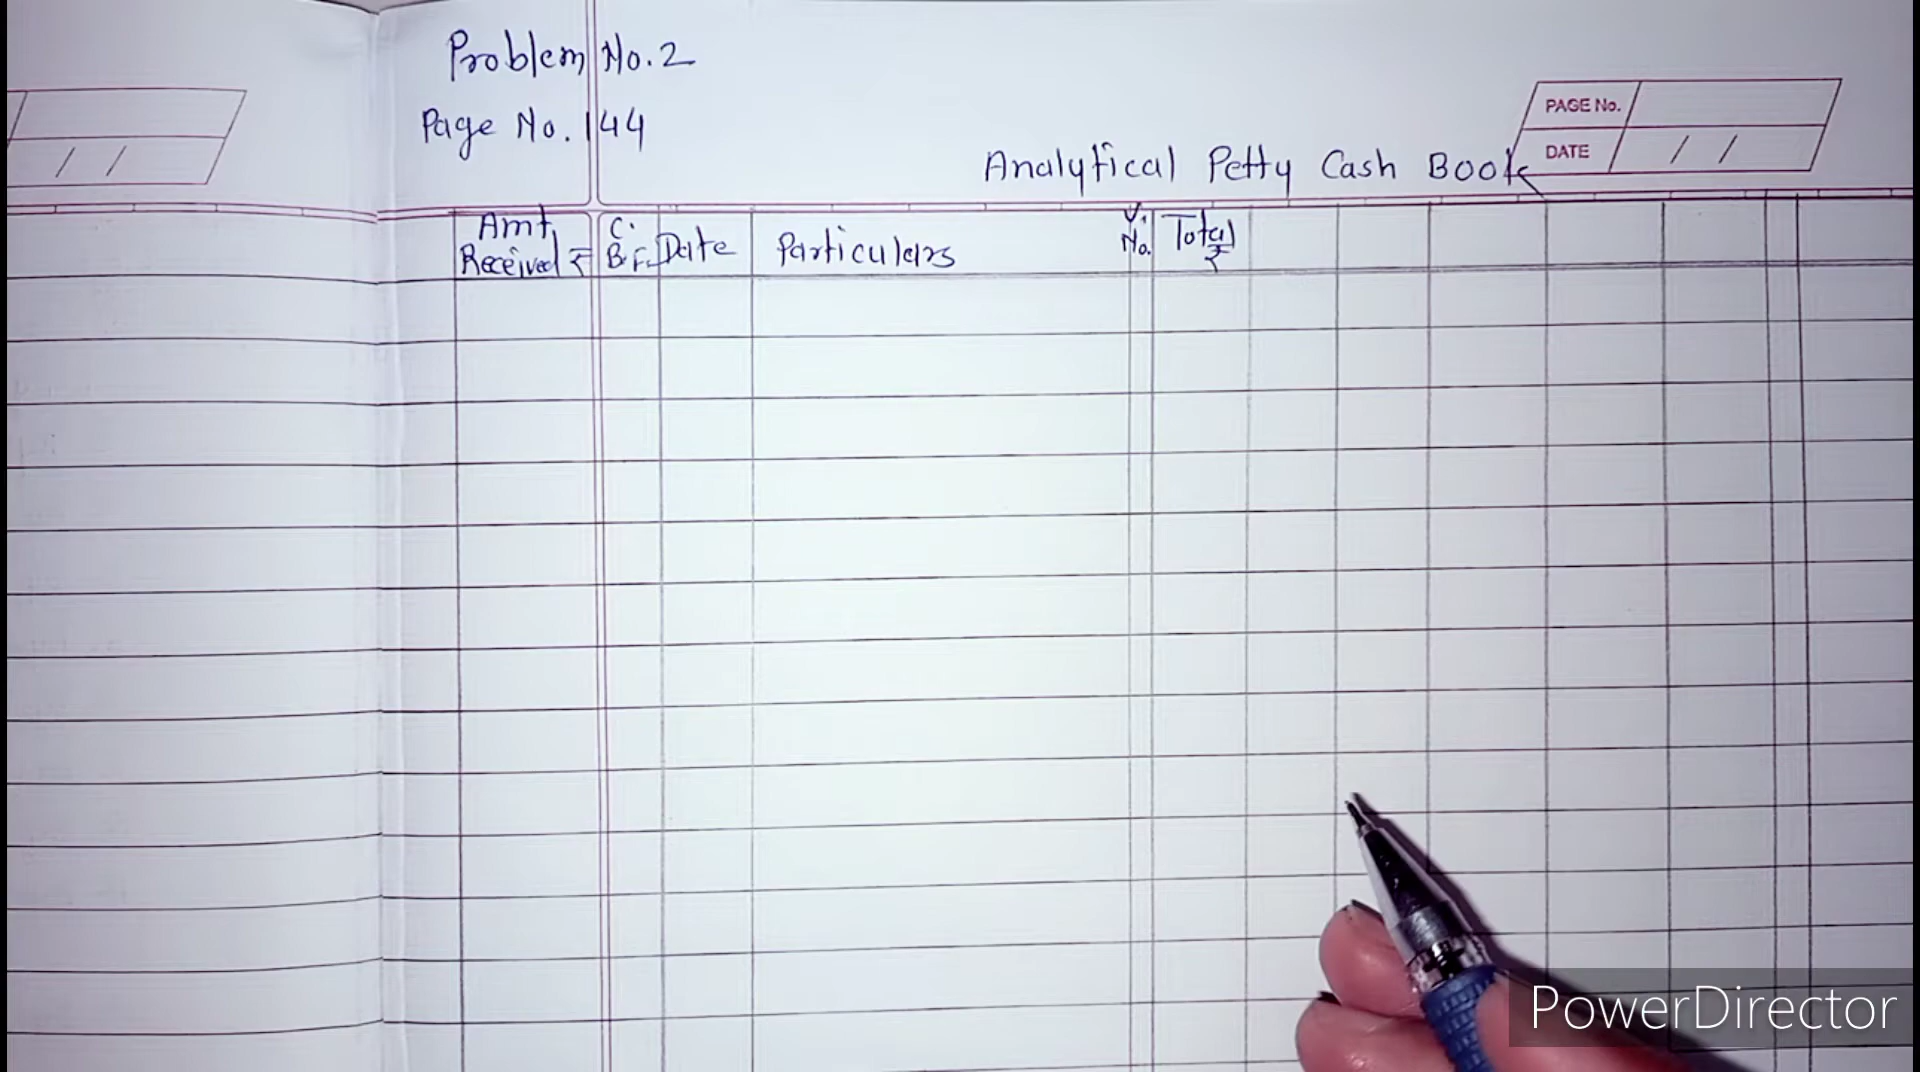 Problem No. 2
Page No. 144
PAGE No.
DATE / /
/ /
Analytical Petty Cash Book
Amt Received ₹ C. B. F. Date Particulars V. No. Total ₹
PowerDirector